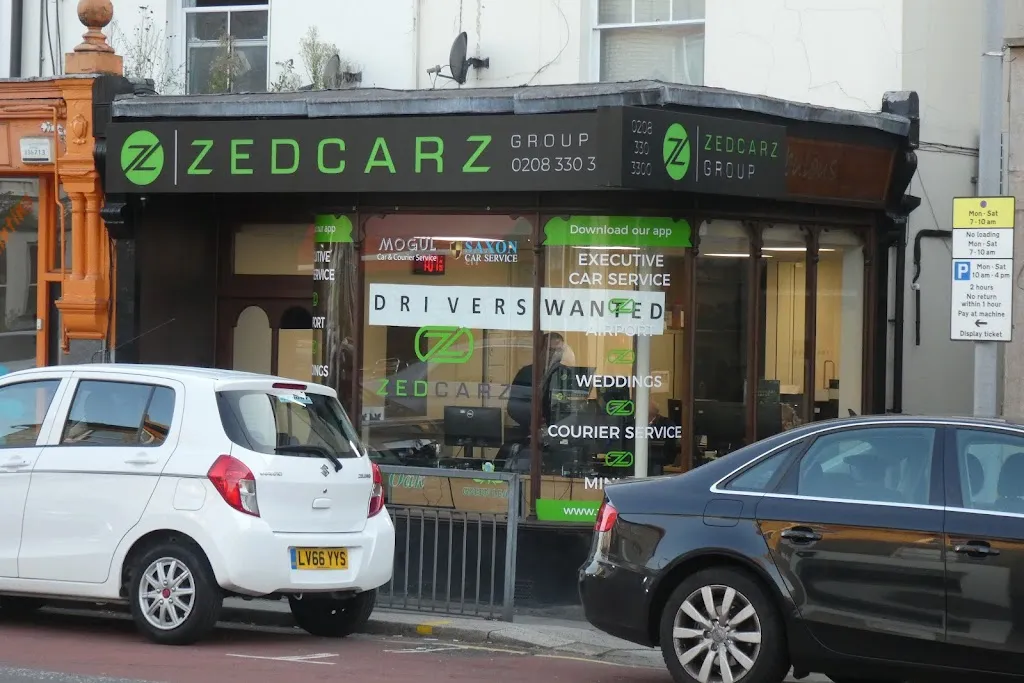 ZEDCARZ
GROUP
0208 330 3
0208
330
3300
ZEDCARZ
GROUP
Download our app
our app
MOGUL
Car & Courier Service
SAXON
CAR SERVICE
EXECUTIVE
CAR SERVICE
DRIVERS WANTED
ZEDCARZ
WEDDINGS
COURIER SERVICE
www.
LV66 YYS
Mon - Sat
7 - 10 am
No loading
Mon - Sat
7 - 10 am
P Mon - Sat
10 am - 4 pm
2 hours
No return
within 1 hour
Pay at machine
Display ticket